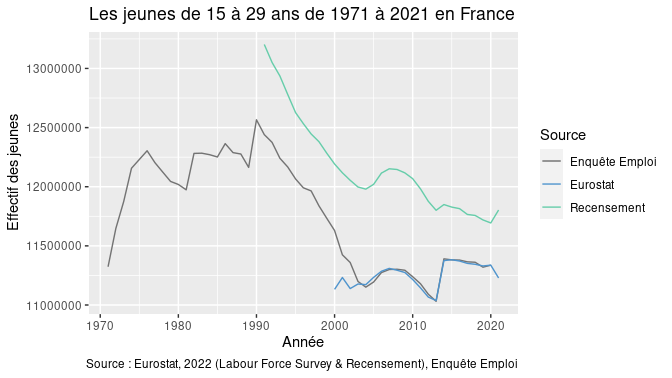 Les jeunes de 15 à 29 ans de 1971 à 2021 en France
Effectif des jeunes
13000000
12500000
12000000
11500000
11000000
1970
1980
1990
2000
2010
2020
Année
Source
Enquête Emploi
Eurostat
Recensement
Source : Eurostat, 2022 (Labour Force Survey & Recensement), Enquête Emploi